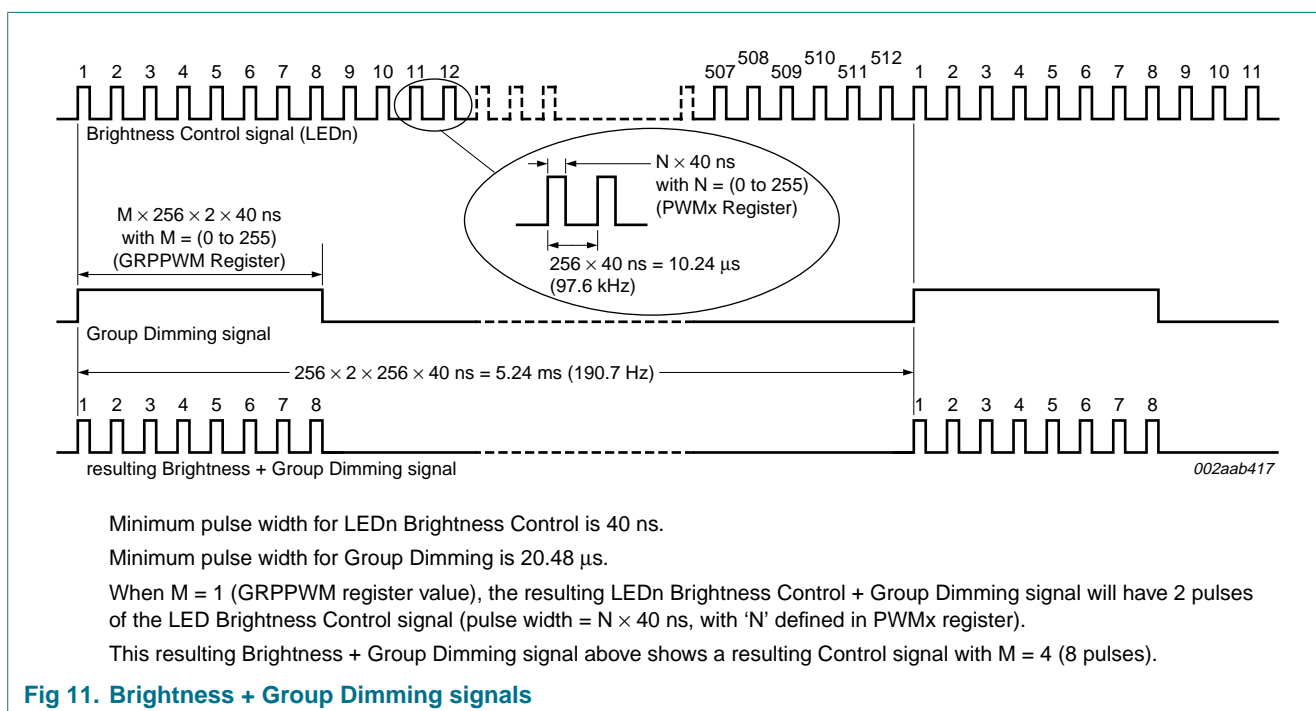 1 2 3 4 5 6 7 8 9 10 11 12 507 508 509 510 511 512 1 2 3 4 5 6 7 8 9 10 11
Brightness Control signal (LEDn)
N × 40 ns
with N = (0 to 255)
(PWMx Register)
256 × 40 ns = 10.24 μs
(97.6 kHz)
M × 256 × 2 × 40 ns
with M = (0 to 255)
(GRPPWM Register)
Group Dimming signal
256 × 2 × 256 × 40 ns = 5.24 ms (190.7 Hz)
1 2 3 4 5 6 7 8 1 2 3 4 5 6 7 8
resulting Brightness + Group Dimming signal
002aab417
Minimum pulse width for LEDn Brightness Control is 40 ns.
Minimum pulse width for Group Dimming is 20.48 μs.
When M = 1 (GRPPWM register value), the resulting LEDn Brightness Control + Group Dimming signal will have 2 pulses
of the LED Brightness Control signal (pulse width = N × 40 ns, with ‘N’ defined in PWMx register).
This resulting Brightness + Group Dimming signal above shows a resulting Control signal with M = 4 (8 pulses).
Fig 11. Brightness + Group Dimming signals